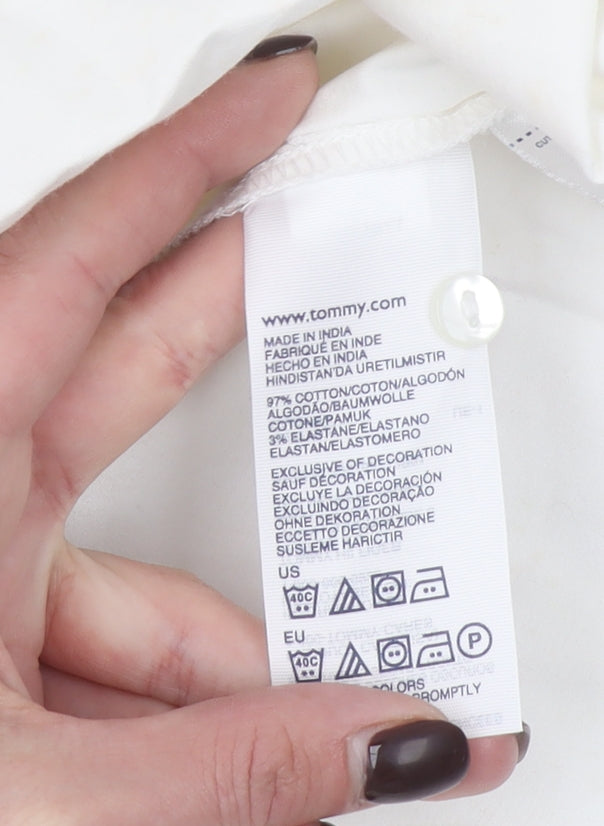 CUT
www.tommy.com
MADE IN INDIA
FABRIQUÉ EN INDE
HECHO EN INDIA
HINDISTAN'DA URETILMISTIR
97% COTTON/COTON/ALGODÓN
ALGODÃO/BAUMWOLLE
COTONE/PAMUK
3% ELASTANE/ELASTANO
ELASTAN/ELASTOMERO
EXCLUSIVE OF DECORATION
SAUF DÉCORATION
EXCLUYE LA DECORACIÓN
EXCLUINDO DECORAÇÃO
OHNE DEKORATION
ECCETTO DECORAZIONE
SUSLEME HARICTIR
US
40C
EU
40C P
COLORS
PROMPTLY